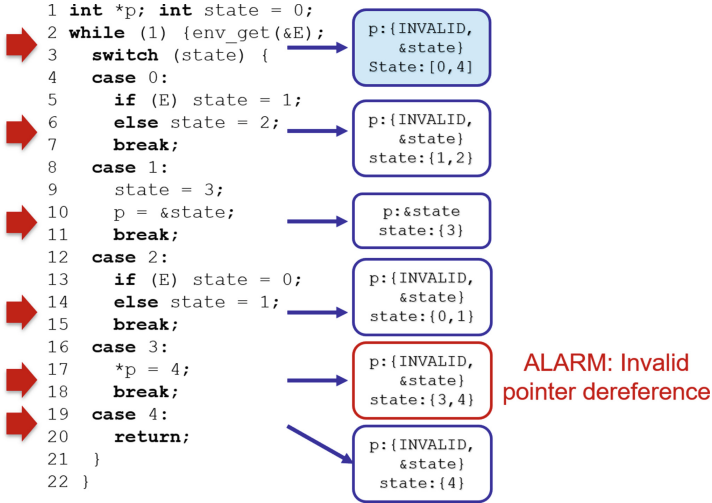 1 int *p; int state = 0;
2 while (1) {env_get(&E);
3 switch (state) {
4 case 0:
5 if (E) state = 1;
6 else state = 2;
7 break;
8 case 1:
9 state = 3;
10 p = &state;
11 break;
12 case 2:
13 if (E) state = 0;
14 else state = 1;
15 break;
16 case 3:
17 *p = 4;
18 break;
19 case 4:
20 return;
21 }
22 }
p:{INVALID,
&state}
State:[0,4]
p:{INVALID,
&state}
state:{1,2}
p:&state
state:{3}
p:{INVALID,
&state}
state:{0,1}
p:{INVALID,
&state}
state:{3,4}
ALARM: Invalid
pointer dereference
p:{INVALID,
&state}
state:{4}